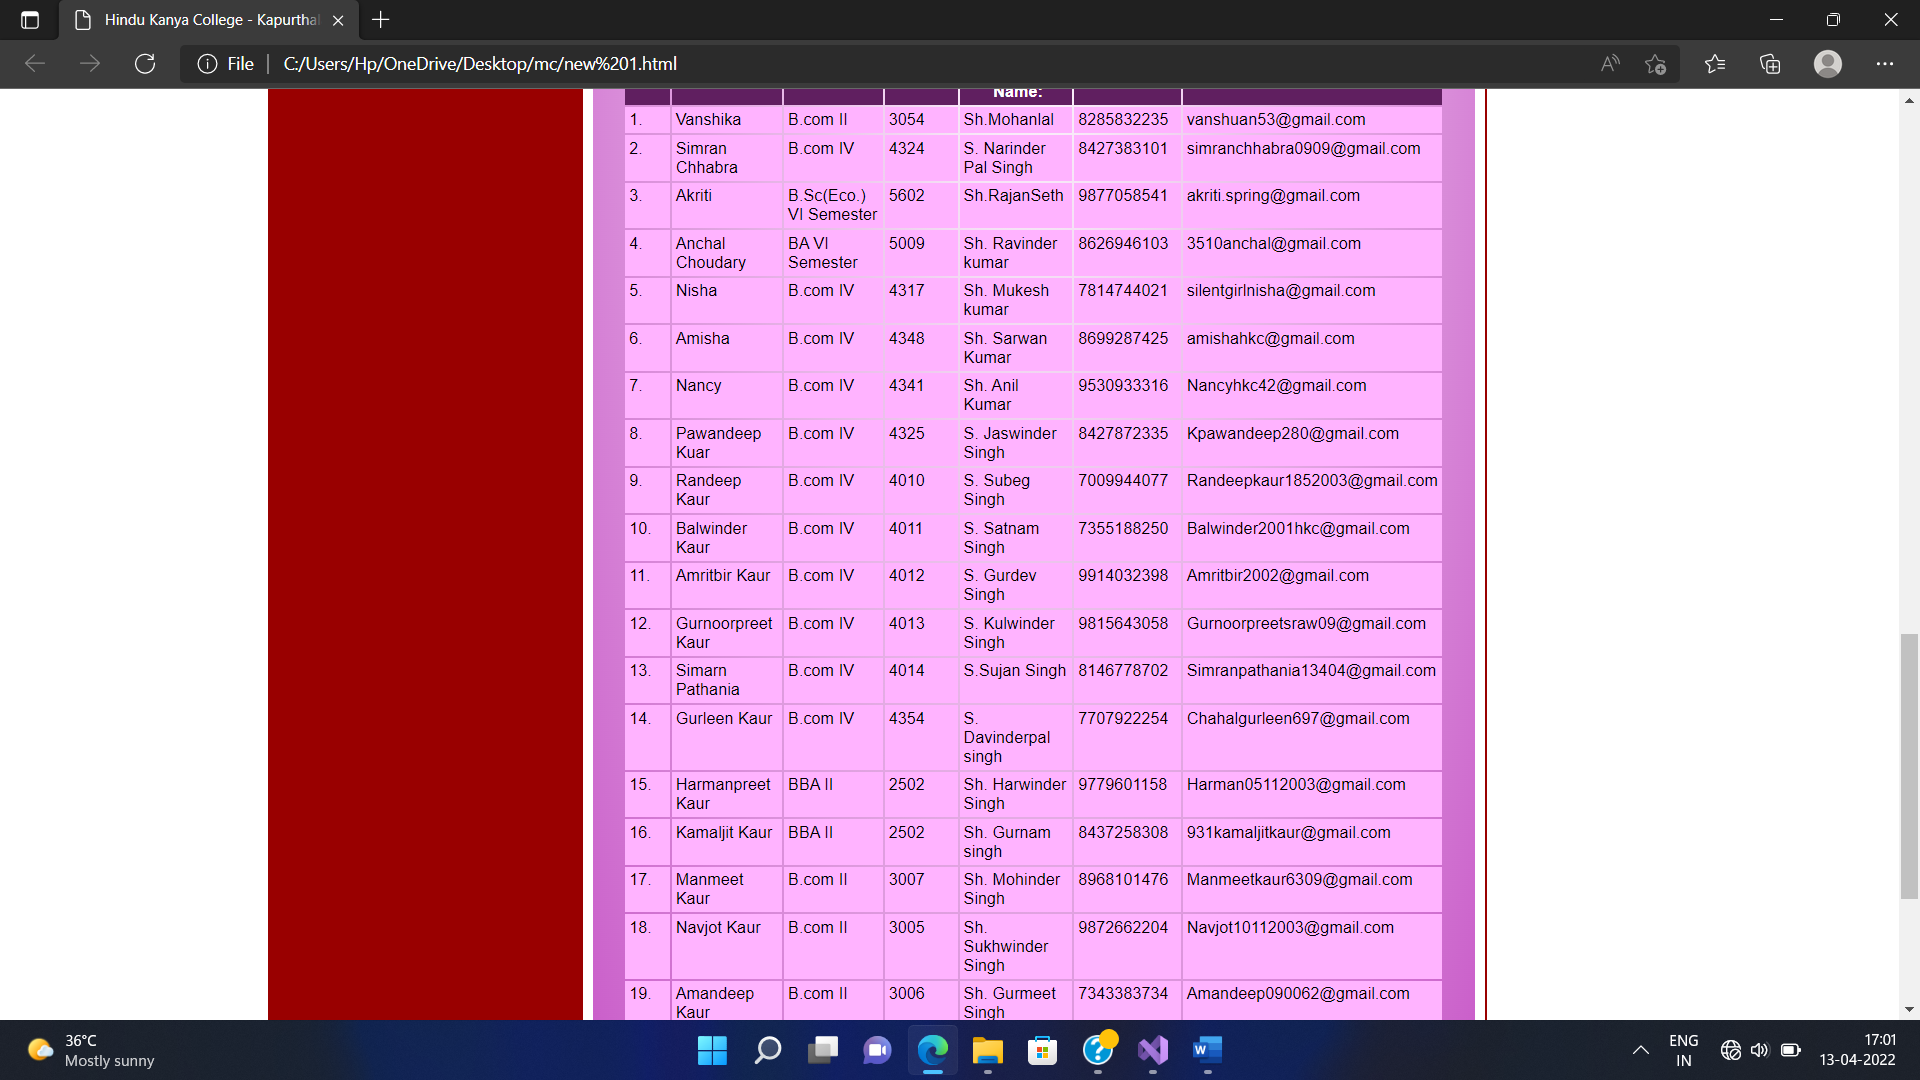 Hindu Kanya College - Kapurthal
File
C:/Users/Hp/OneDrive/Desktop/mc/new%201.html
Name:
1. Vanshika B.com II 3054 Sh.Mohanlal 8285832235 vanshuan53@gmail.com
2. Simran B.com IV 4324 S. Narinder 8427383101 simranchhabra0909@gmail.com
Chhabra Pal Singh
3. Akriti B.Sc(Eco.) 5602 Sh.RajanSeth 9877058541 akriti.spring@gmail.com
VI Semester
4. Anchal BA VI 5009 Sh. Ravinder 8626946103 3510anchal@gmail.com
Choudary Semester kumar
5. Nisha B.com IV 4317 Sh. Mukesh 7814744021 silentgirlnisha@gmail.com
kumar
6. Amisha B.com IV 4348 Sh. Sarwan 8699287425 amishahkc@gmail.com
Kumar
7. Nancy B.com IV 4341 Sh. Anil 9530933316 Nancyhkc42@gmail.com
Kumar
8. Pawandeep B.com IV 4325 S. Jaswinder 8427872335 Kpawandeep280@gmail.com
Kuar Singh
9. Randeep B.com IV 4010 S. Subeg 7009944077 Randeepkaur1852003@gmail.com
Kaur Singh
10. Balwinder B.com IV 4011 S. Satnam 7355188250 Balwinder2001hkc@gmail.com
Kaur Singh
11. Amritbir Kaur B.com IV 4012 S. Gurdev 9914032398 Amritbir2002@gmail.com
Singh
12. Gurnoorpreet B.com IV 4013 S. Kulwinder 9815643058 Gurnoorpreetsraw09@gmail.com
Kaur Singh
13. Simarn B.com IV 4014 S.Sujan Singh 8146778702 Simranpathania13404@gmail.com
Pathania
14. Gurleen Kaur B.com IV 4354 S. 7707922254 Chahalgurleen697@gmail.com
Davinderpal
singh
15. Harmanpreet BBA II 2502 Sh. Harwinder 9779601158 Harman05112003@gmail.com
Kaur Singh
16. Kamaljit Kaur BBA II 2502 Sh. Gurnam 8437258308 931kamaljitkaur@gmail.com
singh
17. Manmeet B.com II 3007 Sh. Mohinder 8968101476 Manmeetkaur6309@gmail.com
Kaur Singh
18. Navjot Kaur B.com II 3005 Sh. 9872662204 Navjot10112003@gmail.com
Sukhwinder
Singh
19. Amandeep B.com II 3006 Sh. Gurmeet 7343383734 Amandeep090062@gmail.com
Kaur Singh
36°C
Mostly sunny
ENG
IN
17:01
13-04-2022